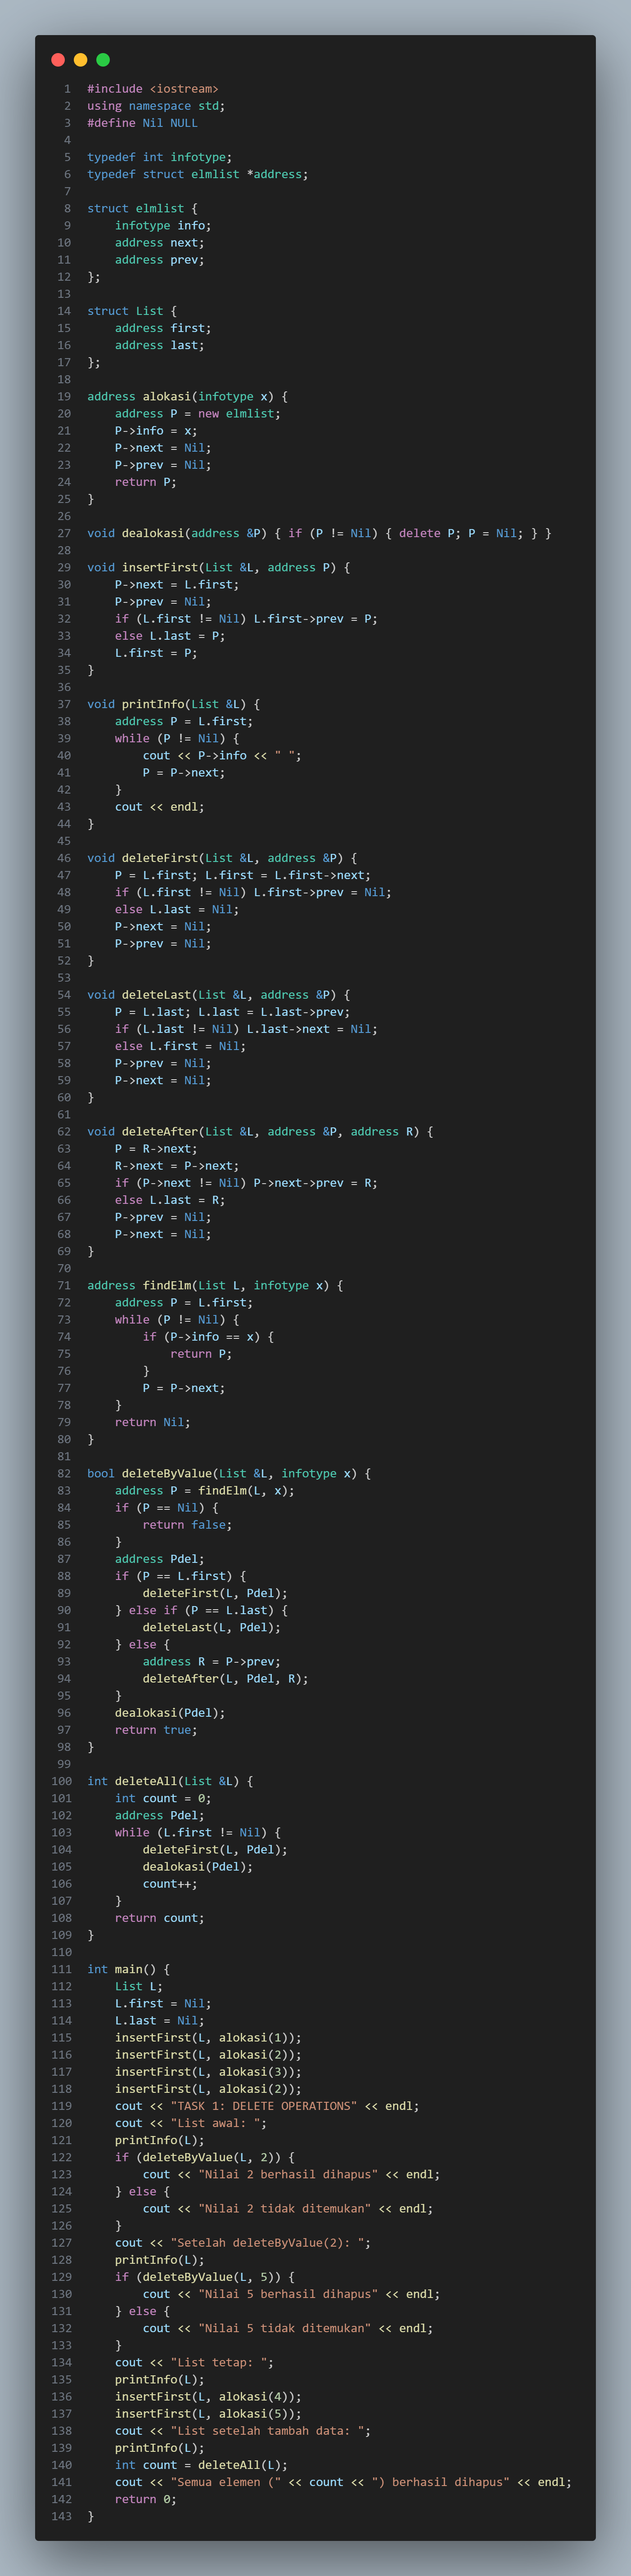 1 #include <iostream>
2 using namespace std;
3 #define Nil NULL
4
5 typedef int infotype;
6 typedef struct elmlist *address;
7
8 struct elmlist {
9     infotype info;
10     address next;
11     address prev;
12 };
13
14 struct List {
15     address first;
16     address last;
17 };
18
19 address alokasi(infotype x) {
20     address P = new elmlist;
21     P->info = x;
22     P->next = Nil;
23     P->prev = Nil;
24     return P;
25 }
26
27 void dealokasi(address &P) { if (P != Nil) { delete P; P = Nil; } }
28
29 void insertFirst(List &L, address P) {
30     P->next = L.first;
31     P->prev = Nil;
32     if (L.first != Nil) L.first->prev = P;
33     else L.last = P;
34     L.first = P;
35 }
36
37 void printInfo(List &L) {
38     address P = L.first;
39     while (P != Nil) {
40         cout << P->info << " ";
41         P = P->next;
42     }
43     cout << endl;
44 }
45
46 void deleteFirst(List &L, address &P) {
47     P = L.first; L.first = L.first->next;
48     if (L.first != Nil) L.first->prev = Nil;
49     else L.last = Nil;
50     P->next = Nil;
51     P->prev = Nil;
52 }
53
54 void deleteLast(List &L, address &P) {
55     P = L.last; L.last = L.last->prev;
56     if (L.last != Nil) L.last->next = Nil;
57     else L.first = Nil;
58     P->prev = Nil;
59     P->next = Nil;
60 }
61
62 void deleteAfter(List &L, address &P, address R) {
63     P = R->next;
64     R->next = P->next;
65     if (P->next != Nil) P->next->prev = R;
66     else L.last = R;
67     P->prev = Nil;
68     P->next = Nil;
69 }
70
71 address findElm(List L, infotype x) {
72     address P = L.first;
73     while (P != Nil) {
74         if (P->info == x) {
75             return P;
76         }
77         P = P->next;
78     }
79     return Nil;
80 }
81
82 bool deleteByValue(List &L, infotype x) {
83     address P = findElm(L, x);
84     if (P == Nil) {
85         return false;
86     }
87     address Pdel;
88     if (P == L.first) {
89         deleteFirst(L, Pdel);
90     } else if (P == L.last) {
91         deleteLast(L, Pdel);
92     } else {
93         address R = P->prev;
94         deleteAfter(L, Pdel, R);
95     }
96     dealokasi(Pdel);
97     return true;
98 }
99
100 int deleteAll(List &L) {
101     int count = 0;
102     address Pdel;
103     while (L.first != Nil) {
104         deleteFirst(L, Pdel);
105         dealokasi(Pdel);
106         count++;
107     }
108     return count;
109 }
110
111 int main() {
112     List L;
113     L.first = Nil;
114     L.last = Nil;
115     insertFirst(L, alokasi(1));
116     insertFirst(L, alokasi(2));
117     insertFirst(L, alokasi(3));
118     insertFirst(L, alokasi(2));
119     cout << "TASK 1: DELETE OPERATIONS" << endl;
120     cout << "List awal: ";
121     printInfo(L);
122     if (deleteByValue(L, 2)) {
123         cout << "Nilai 2 berhasil dihapus" << endl;
124     } else {
125         cout << "Nilai 2 tidak ditemukan" << endl;
126     }
127     cout << "Setelah deleteByValue(2): ";
128     printInfo(L);
129     if (deleteByValue(L, 5)) {
130         cout << "Nilai 5 berhasil dihapus" << endl;
131     } else {
132         cout << "Nilai 5 tidak ditemukan" << endl;
133     }
134     cout << "List tetap: ";
135     printInfo(L);
136     insertFirst(L, alokasi(4));
137     insertFirst(L, alokasi(5));
138     cout << "List setelah tambah data: ";
139     printInfo(L);
140     int count = deleteAll(L);
141     cout << "Semua elemen (" << count << ") berhasil dihapus" << endl;
142     return 0;
143 }